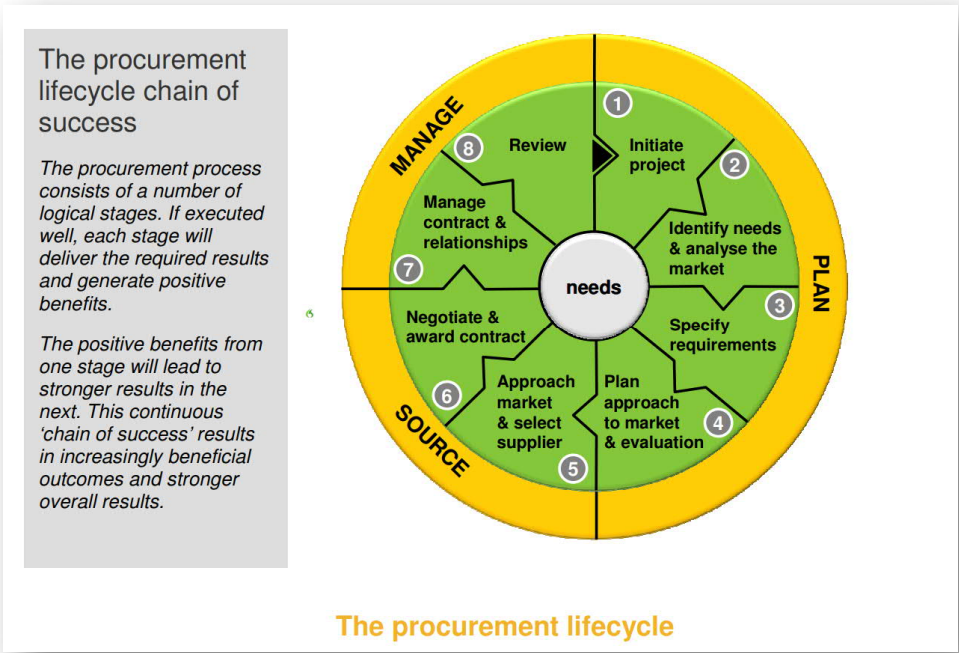 The procurement
lifecycle chain of
success
The procurement process
consists of a number of
logical stages. If executed
well, each stage will
deliver the required results
and generate positive
benefits.
The positive benefits from
one stage will lead to
stronger results in the
next. This continuous
‘chain of success’ results
in increasingly beneficial
outcomes and stronger
overall results.
MANAGE
PLAN
SOURCE
needs
1
Initiate
project
2
Identify needs
& analyse the
market
3
Specify
requirements
4
Plan
approach
to market
& evaluation
5
Approach
market
& select
supplier
6
Negotiate &
award contract
7
Manage
contract &
relationships
8
Review
The procurement lifecycle